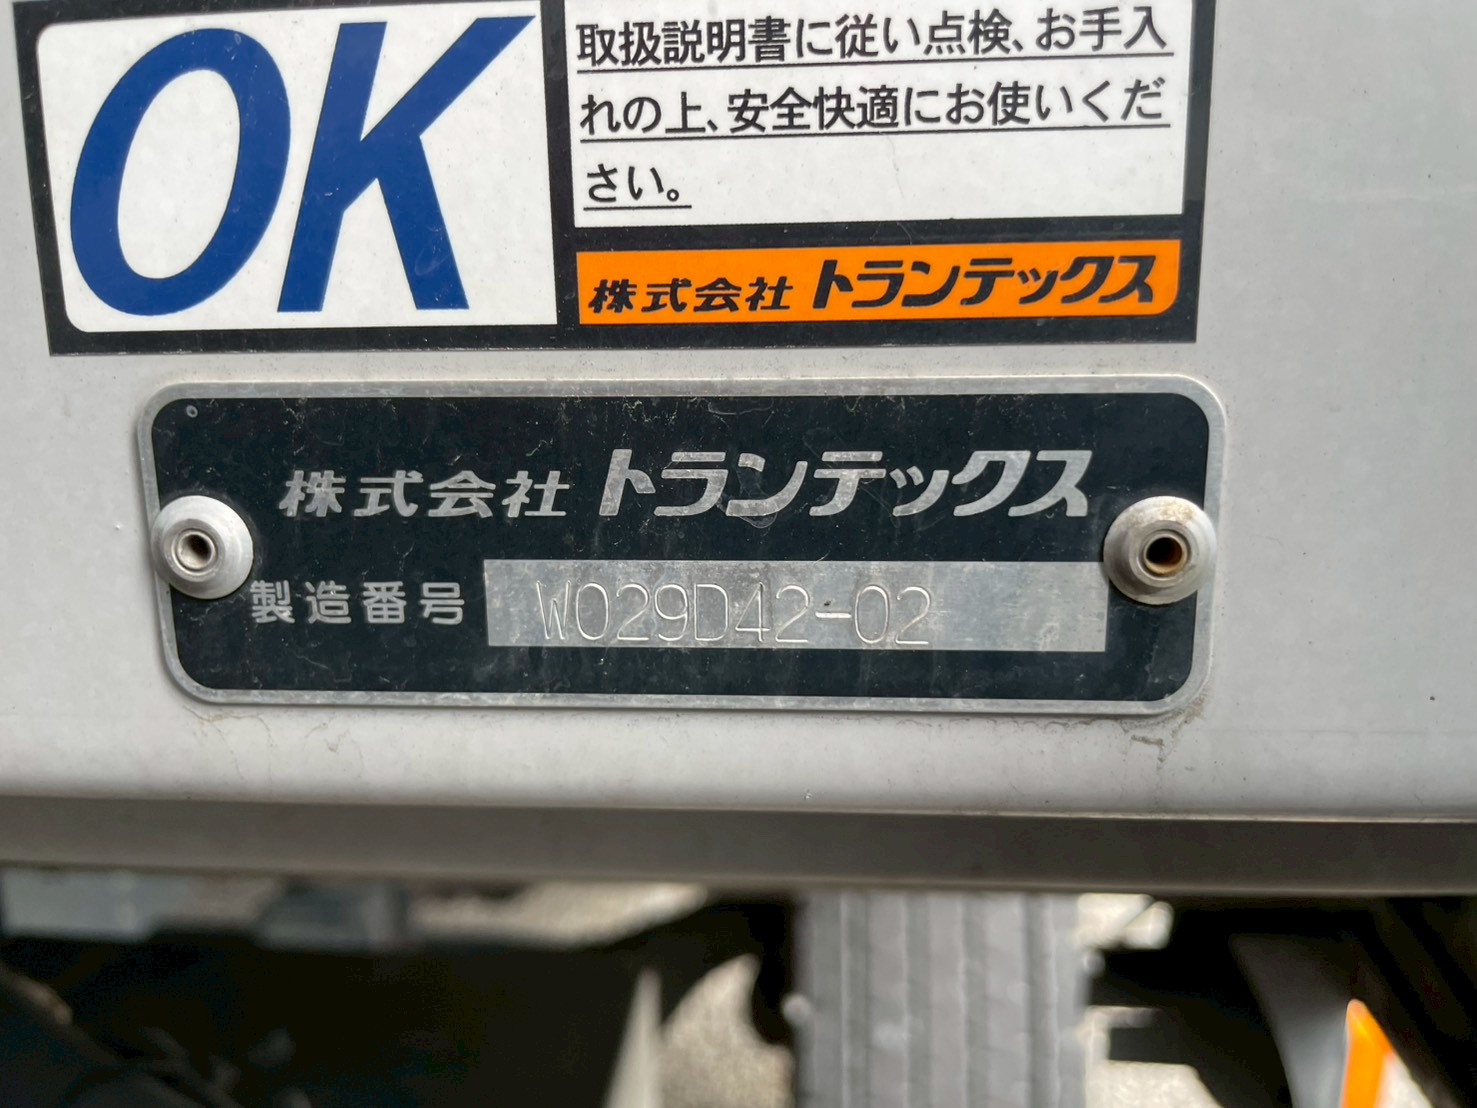 OK
取扱説明書に従い点検、お手入
れの上、安全快適にお使いくだ
さい。
株式会社 トランテックス
株式会社 トランテックス
製造番号 W029D42-02